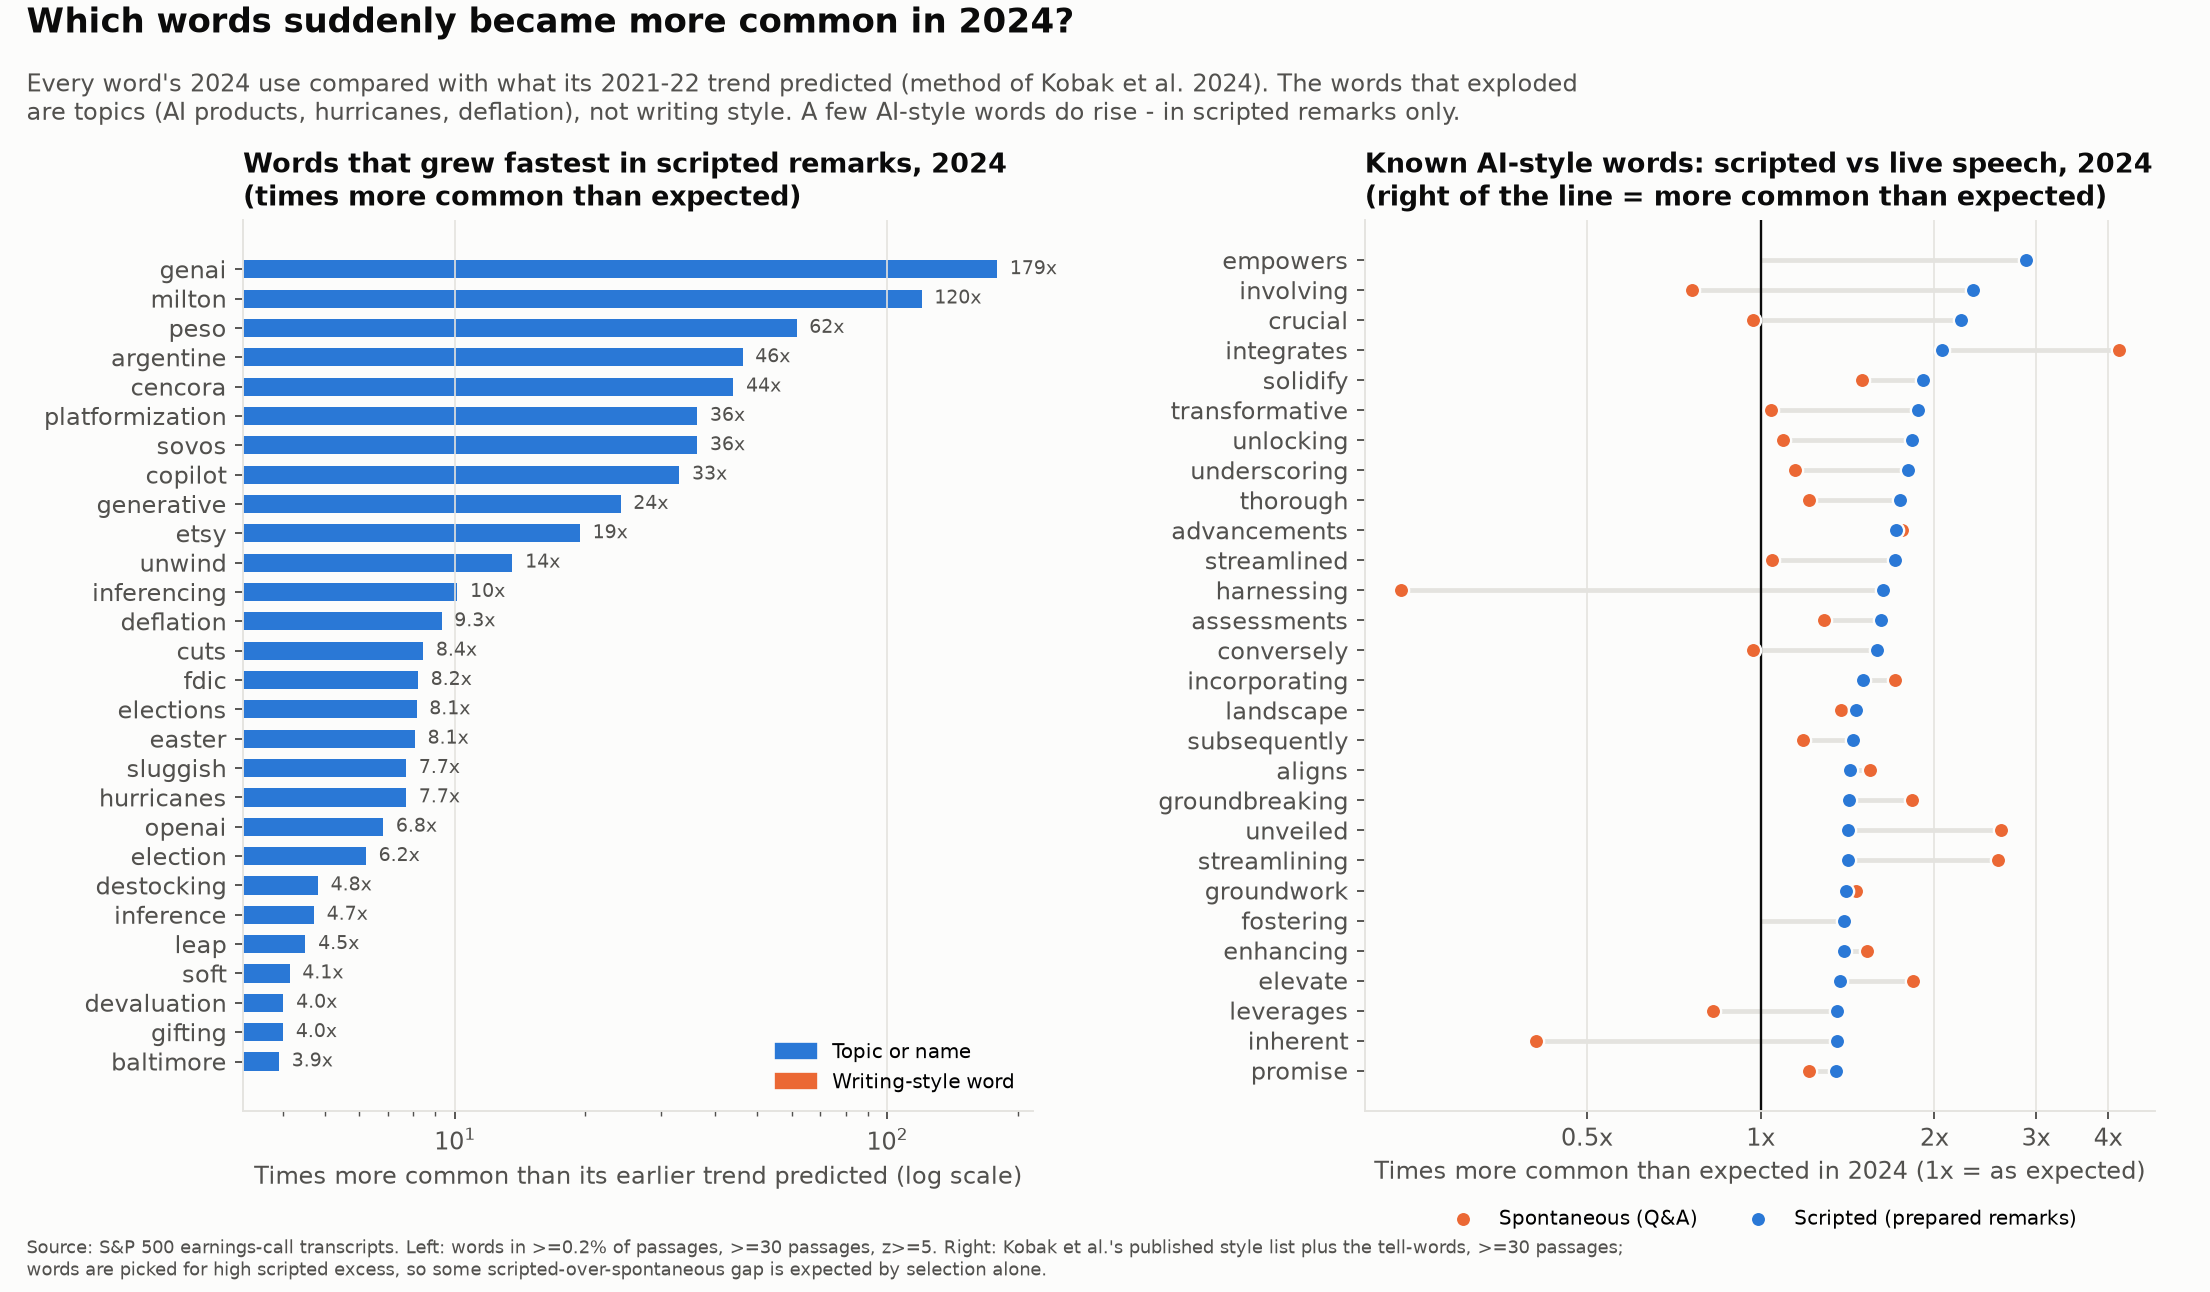 Which words suddenly became more common in 2024?
Every word's 2024 use compared with what its 2021-22 trend predicted (method of Kobak et al. 2024). The words that exploded
are topics (AI products, hurricanes, deflation), not writing style. A few AI-style words do rise - in scripted remarks only.
Words that grew fastest in scripted remarks, 2024
(times more common than expected)
genai 179x
milton 120x
peso 62x
argentine 46x
cencora 44x
platformization 36x
sovos 36x
copilot 33x
generative 24x
etsy 19x
unwind 14x
inferencing 10x
deflation 9.3x
cuts 8.4x
fdic 8.2x
elections 8.1x
easter 8.1x
sluggish 7.7x
hurricanes 7.7x
openai 6.8x
election 6.2x
destocking 4.8x
inference 4.7x
leap 4.5x
soft 4.1x
devaluation 4.0x
gifting 4.0x
baltimore 3.9x
Topic or name
Writing-style word
10¹ 10²
Times more common than its earlier trend predicted (log scale)
Known AI-style words: scripted vs live speech, 2024
(right of the line = more common than expected)
empowers
involving
crucial
integrates
solidify
transformative
unlocking
underscoring
thorough
advancements
streamlined
harnessing
assessments
conversely
incorporating
landscape
subsequently
aligns
groundbreaking
unveiled
streamlining
groundwork
fostering
enhancing
elevate
leverages
inherent
promise
0.5x 1x 2x 3x 4x
Times more common than expected in 2024 (1x = as expected)
Spontaneous (Q&A) Scripted (prepared remarks)
Source: S&P 500 earnings-call transcripts. Left: words in >=0.2% of passages, >=30 passages, z>=5. Right: Kobak et al.'s published style list plus the tell-words, >=30 passages;
words are picked for high scripted excess, so some scripted-over-spontaneous gap is expected by selection alone.